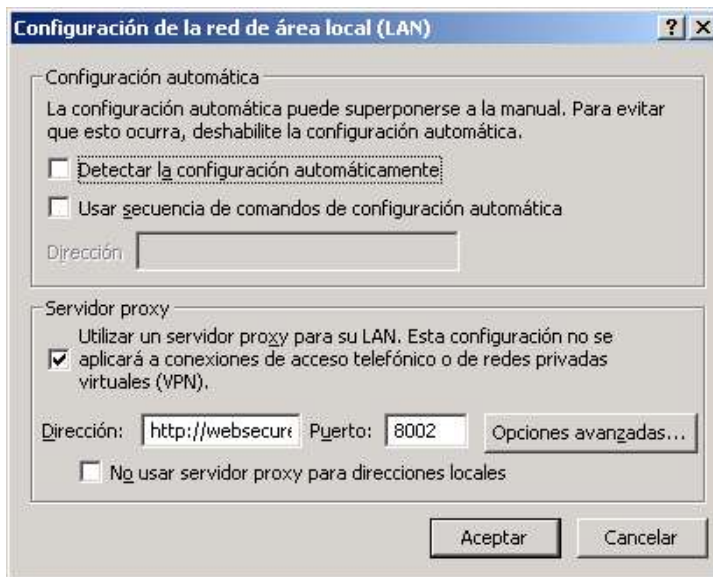 Configuración de la red de área local (LAN)
Configuración automática
La configuración automática puede superponerse a la manual. Para evitar
que esto ocurra, deshabilite la configuración automática.
Detectar la configuración automáticamente
Usar secuencia de comandos de configuración automática
Dirección
Servidor proxy
Utilizar un servidor proxy para su LAN. Esta configuración no se
aplicará a conexiones de acceso telefónico o de redes privadas
virtuales (VPN).
Dirección: http://websecure Puerto: 8002 Opciones avanzadas...
No usar servidor proxy para direcciones locales
Aceptar Cancelar